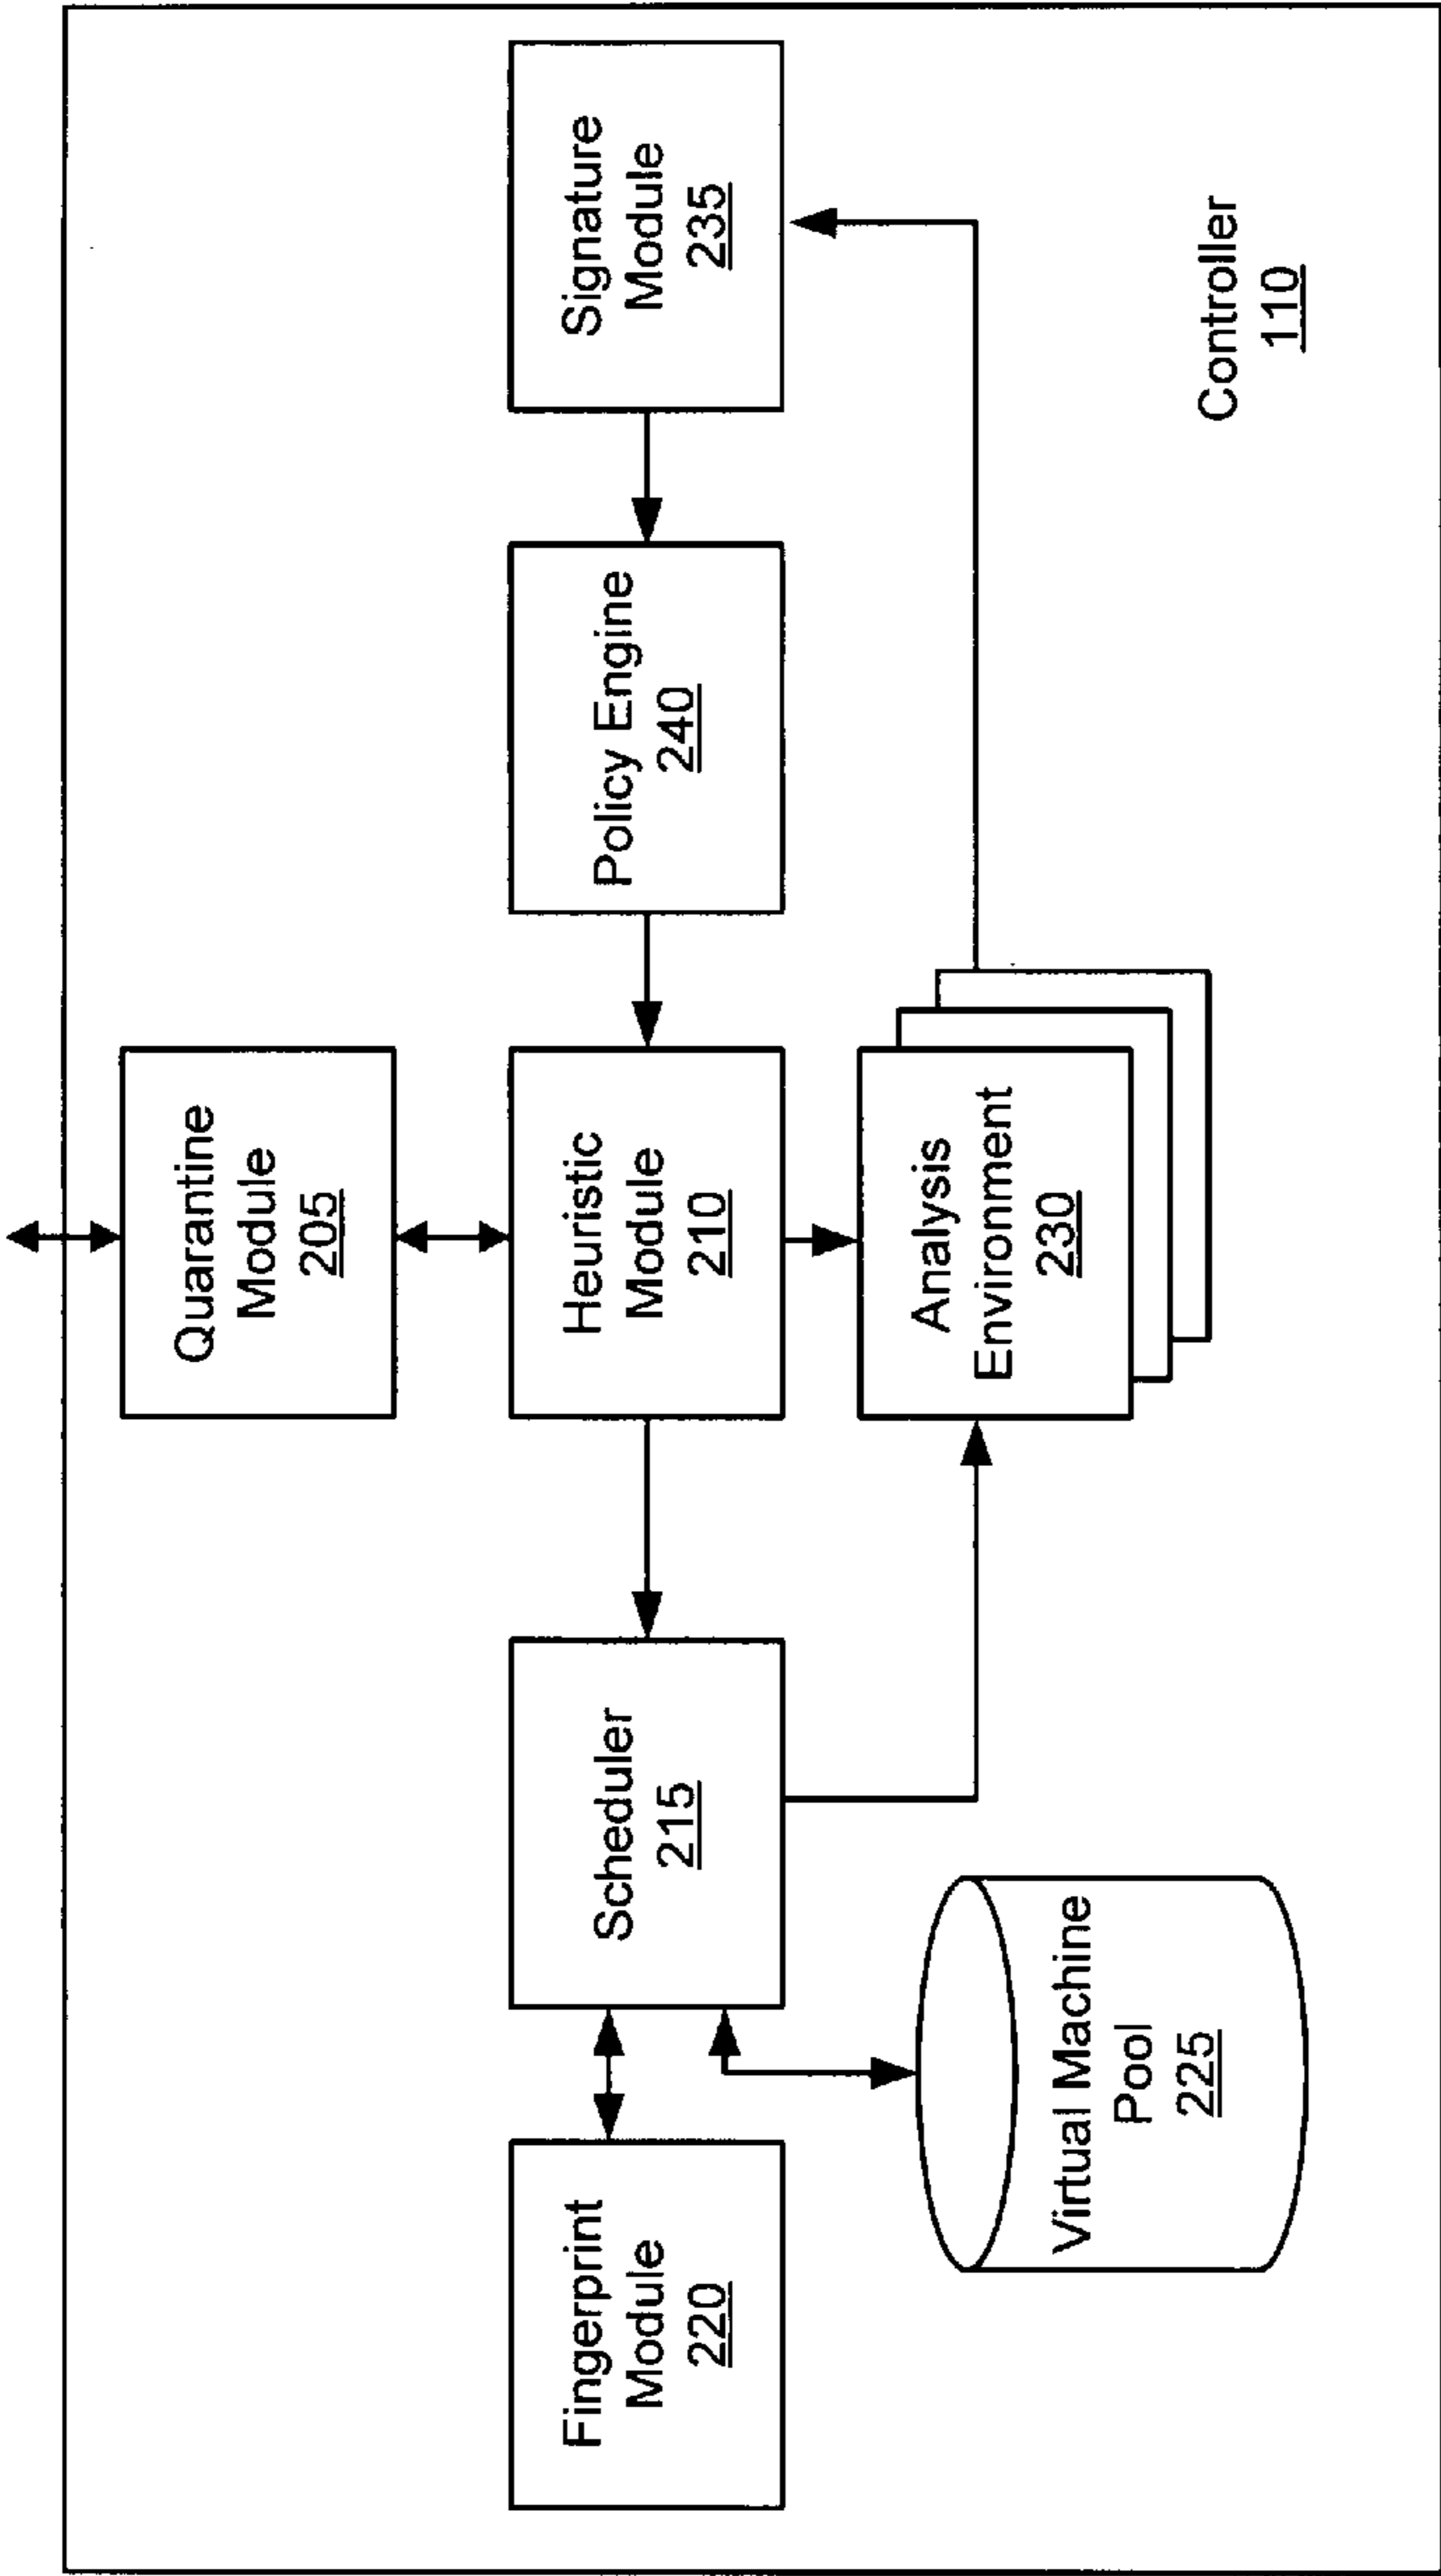 Quarantine
Module
205
Fingerprint
Module
220
Scheduler
215
Heuristic
Module
210
Policy Engine
240
Signature
Module
235
Virtual Machine
Pool
225
Analysis
Environment
230
Controller
110